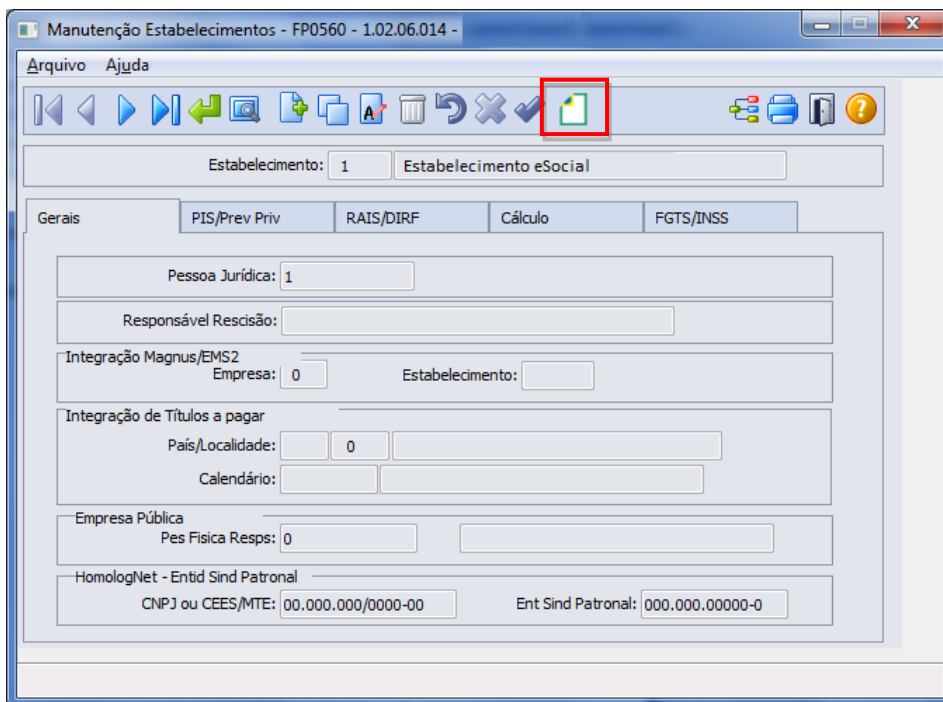 Manutenção Estabelecimentos - FP0560 - 1.02.06.014 -
Arquivo Ajuda
Estabelecimento: 1 Estabelecimento eSocial
Gerais PIS/Prev Priv RAIS/DIRF Cálculo FGTS/INSS
Pessoa Jurídica: 1
Responsável Rescisão:
Integração Magnus/EMS2
Empresa: 0 Estabelecimento:
Integração de Títulos a pagar
País/Localidade: 0
Calendário:
Empresa Pública
Pes Fisica Resps: 0
HomologNet - Entid Sind Patronal
CNPJ ou CEES/MTE: 00.000.000/0000-00 Ent Sind Patronal: 000.000.00000-0